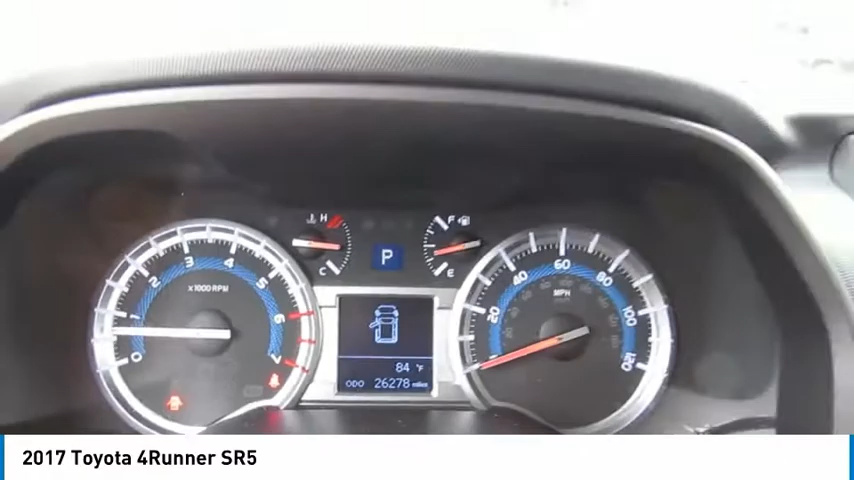 H
F
P
C
E
0 1 2 3 4 5 6 7
x1000 RPM
20 40 60 80 100 120
MPH
84 °F
ODO 26278 miles
2017 Toyota 4Runner SR5